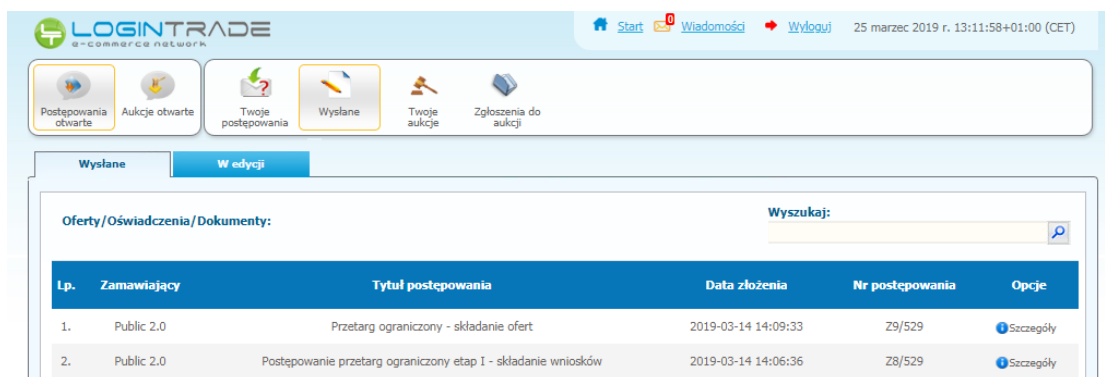 LOGINTRADE
e-commerce network
Start 0 Wiadomości Wyloguj 25 marzec 2019 r. 13:11:58+01:00 (CET)
Postępowania otwarte Aukcje otwarte Twoje postępowania Wysłane Twoje aukcje Zgłoszenia do aukcji
Wysłane W edycji
Oferty/Oświadczenia/Dokumenty: Wyszukaj:
Lp. Zamawiający Tytuł postępowania Data złożenia Nr postępowania Opcje
1. Public 2.0 Przetarg ograniczony - składanie ofert 2019-03-14 14:09:33 Z9/529 Szczegóły
2. Public 2.0 Postępowanie przetarg ograniczony etap I - składanie wniosków 2019-03-14 14:06:36 Z8/529 Szczegóły